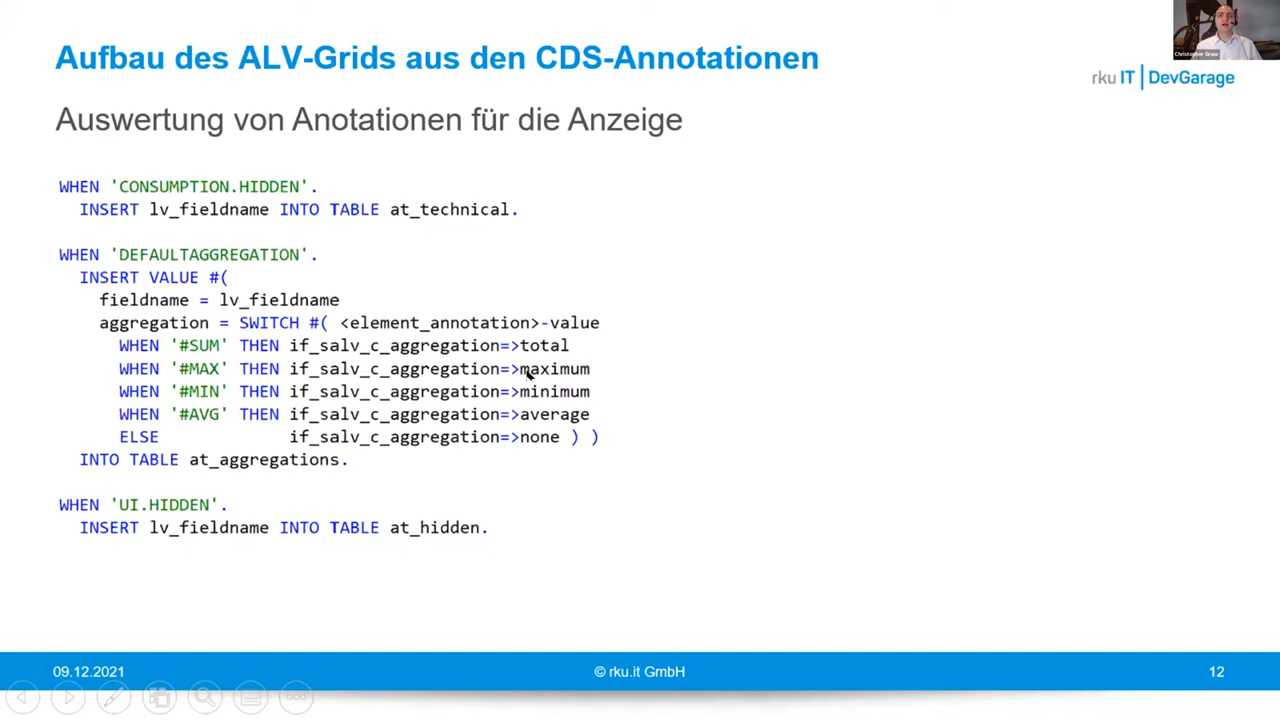 Aufbau des ALV-Grids aus den CDS-Annotationen
Christopher Grase
rku IT | DevGarage
Auswertung von Anotationen für die Anzeige
WHEN 'CONSUMPTION.HIDDEN'.
INSERT lv_fieldname INTO TABLE at_technical.
WHEN 'DEFAULTAGGREGATION'.
INSERT VALUE #(
fieldname = lv_fieldname
aggregation = SWITCH #( <element_annotation>-value
WHEN '#SUM' THEN if_salv_c_aggregation=>total
WHEN '#MAX' THEN if_salv_c_aggregation=>maximum
WHEN '#MIN' THEN if_salv_c_aggregation=>minimum
WHEN '#AVG' THEN if_salv_c_aggregation=>average
ELSE if_salv_c_aggregation=>none ) )
INTO TABLE at_aggregations.
WHEN 'UI.HIDDEN'.
INSERT lv_fieldname INTO TABLE at_hidden.
09.12.2021
© rku.it GmbH
12